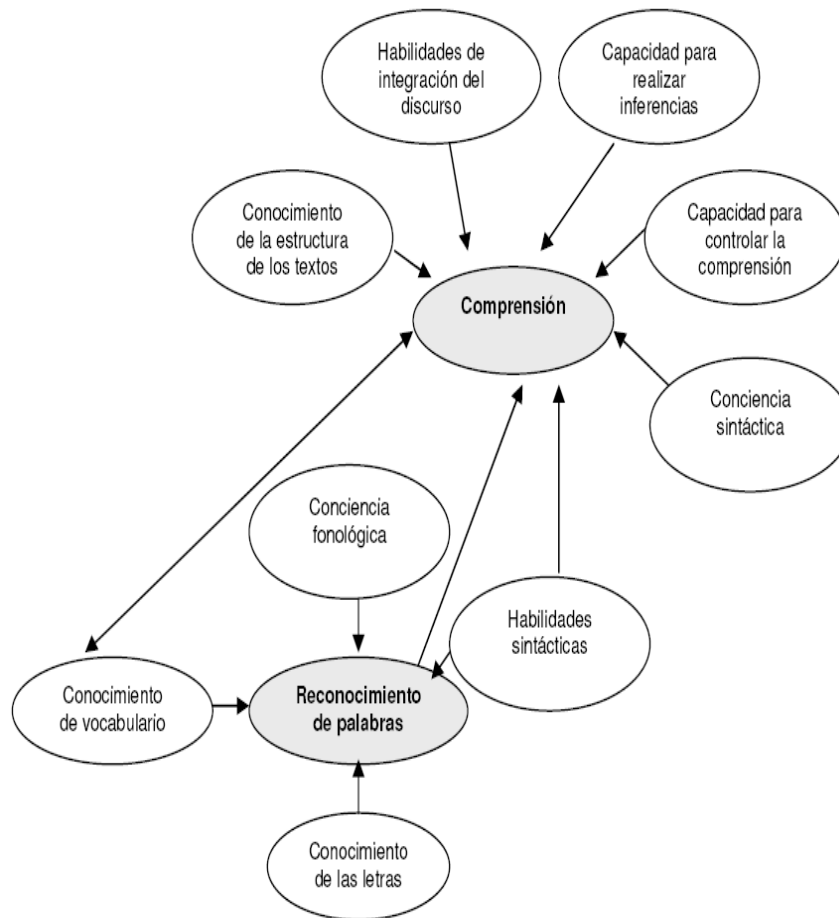 Habilidades de
integración del
discurso
Capacidad para
realizar
inferencias
Conocimiento
de la estructura
de los textos
Capacidad para
controlar la
comprensión
Comprensión
Conciencia
sintáctica
Conciencia
fonológica
Habilidades
sintácticas
Conocimiento
de vocabulario
Reconocimiento
de palabras
Conocimiento
de las letras